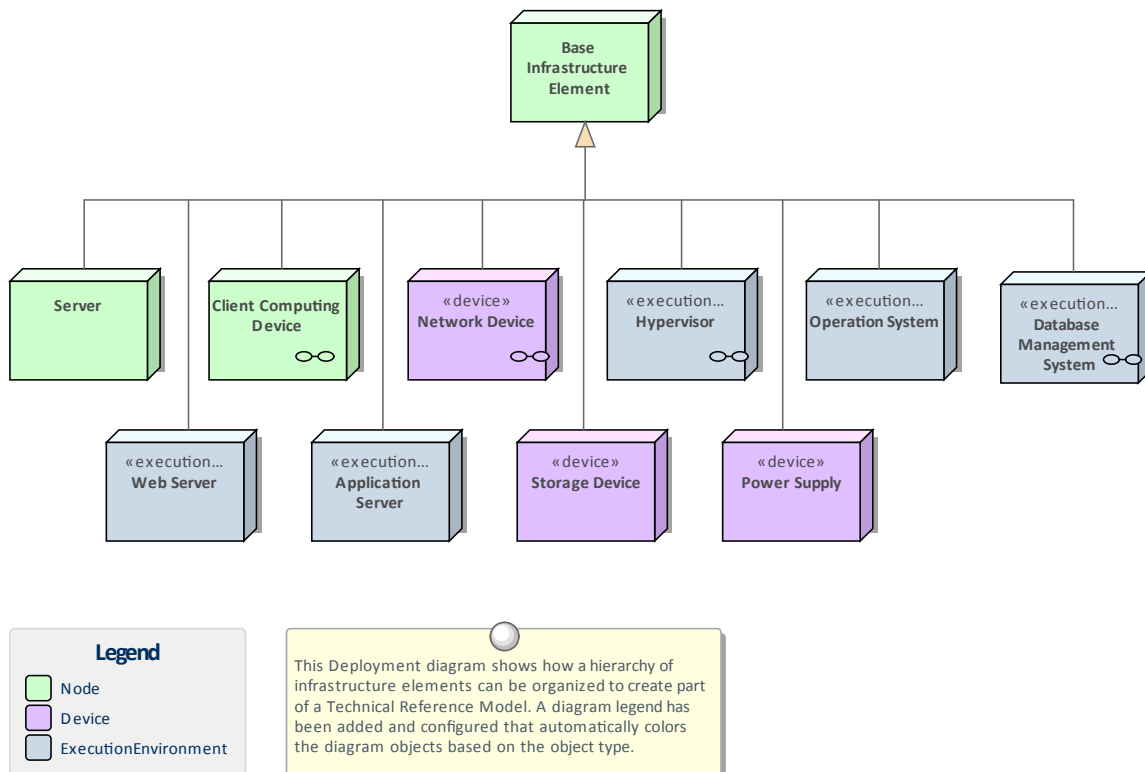 Base
Infrastructure
Element
Server
Client Computing
Device
«device»
Network Device
«execution...
Hypervisor
«execution...
Operation System
«execution...
Database
Management
System
«execution...
Web Server
«execution...
Application
Server
«device»
Storage Device
«device»
Power Supply
Legend
Node
Device
ExecutionEnvironment
This Deployment diagram shows how a hierarchy of
infrastructure elements can be organized to create part
of a Technical Reference Model. A diagram legend has
been added and configured that automatically colors
the diagram objects based on the object type.